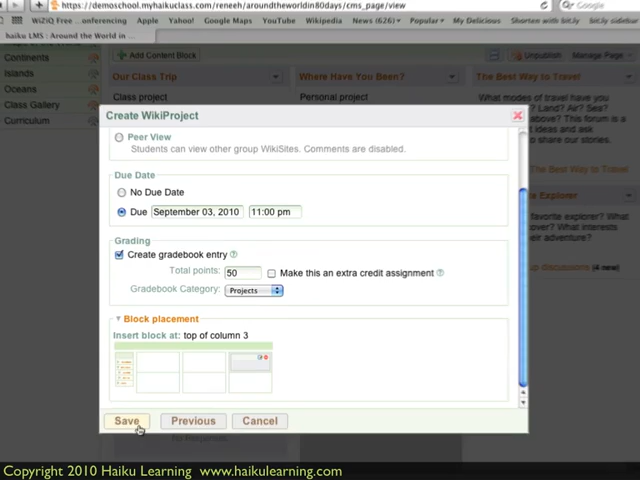 https://demoschool.myhaikuclass.com/reneeh/aroundtheworldin80days/cms_page/view
Google
WiZiQ Free ...onferencing Apple Yahoo! Google Maps YouTube Wikipedia News (626) Popular My Delicious Shorten with bit.ly bit.ly sidebar
haiku LMS : Around the World in ...
Continents
Islands
Oceans
Class Gallery
Curriculum
Add Content Block
Unpublish
Manage Page
Our Class Trip
Where Have You Been?
The Best Way to Travel
Class project
Personal project
What modes of travel have you
? Land? Air? Sea?
This forum is a
t ideas and ask
share our stories.
The Best Way to Travel
Explorer
favorite explorer? What
What interests
their adventure?
up discussions (4 new)
Create WikiProject
Peer View
Students can view other group WikiSites. Comments are disabled.
Due Date
No Due Date
Due September 03, 2010 11:00 pm
Grading
Create gradebook entry
Total points: 50 Make this an extra credit assignment
Gradebook Category: Projects
Block placement
Insert block at: top of column 3
Save Previous Cancel
No Responses
Copyright 2010 Haiku Learning www.haikulearning.com